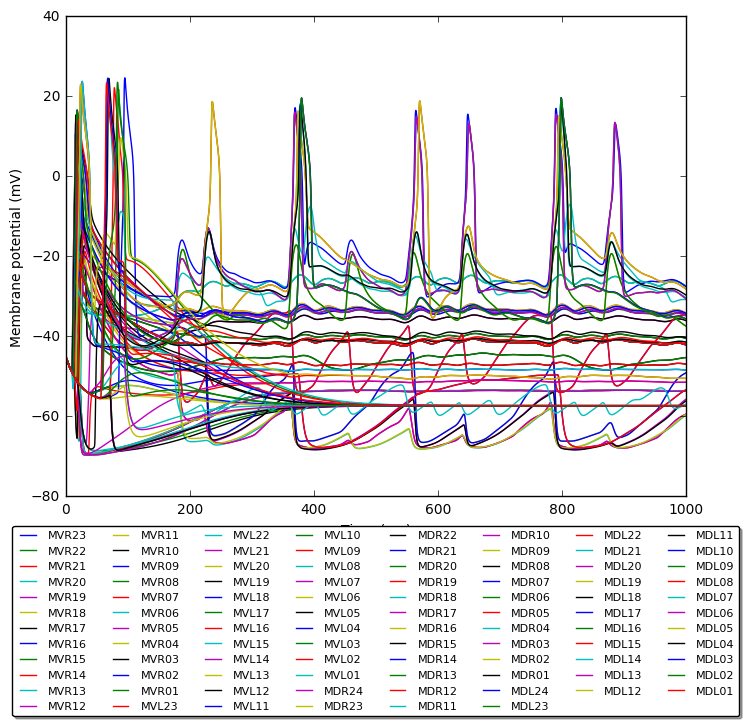 40
20
0
−20
−40
−60
−80
Membrane potential (mV)
0 200 400 600 800 1000
MVR23 MVR11 MVL22 MVL10 MDR22 MDR10 MDL22 MDL11
MVR22 MVR10 MVL21 MVL09 MDR21 MDR09 MDL21 MDL10
MVR21 MVR09 MVL20 MVL08 MDR20 MDR08 MDL20 MDL09
MVR20 MVR08 MVL19 MVL07 MDR19 MDR07 MDL19 MDL08
MVR19 MVR07 MVL18 MVL06 MDR18 MDR06 MDL18 MDL07
MVR18 MVR06 MVL17 MVL05 MDR17 MDR05 MDL17 MDL06
MVR17 MVR05 MVL16 MVL04 MDR16 MDR04 MDL16 MDL05
MVR16 MVR04 MVL15 MVL03 MDR15 MDR03 MDL15 MDL04
MVR15 MVR03 MVL14 MVL02 MDR14 MDR02 MDL14 MDL03
MVR14 MVR02 MVL13 MVL01 MDR13 MDR01 MDL13 MDL02
MVR13 MVR01 MVL12 MDR24 MDR12 MDL24 MDL12 MDL01
MVR12 MVL23 MVL11 MDR23 MDR11 MDL23